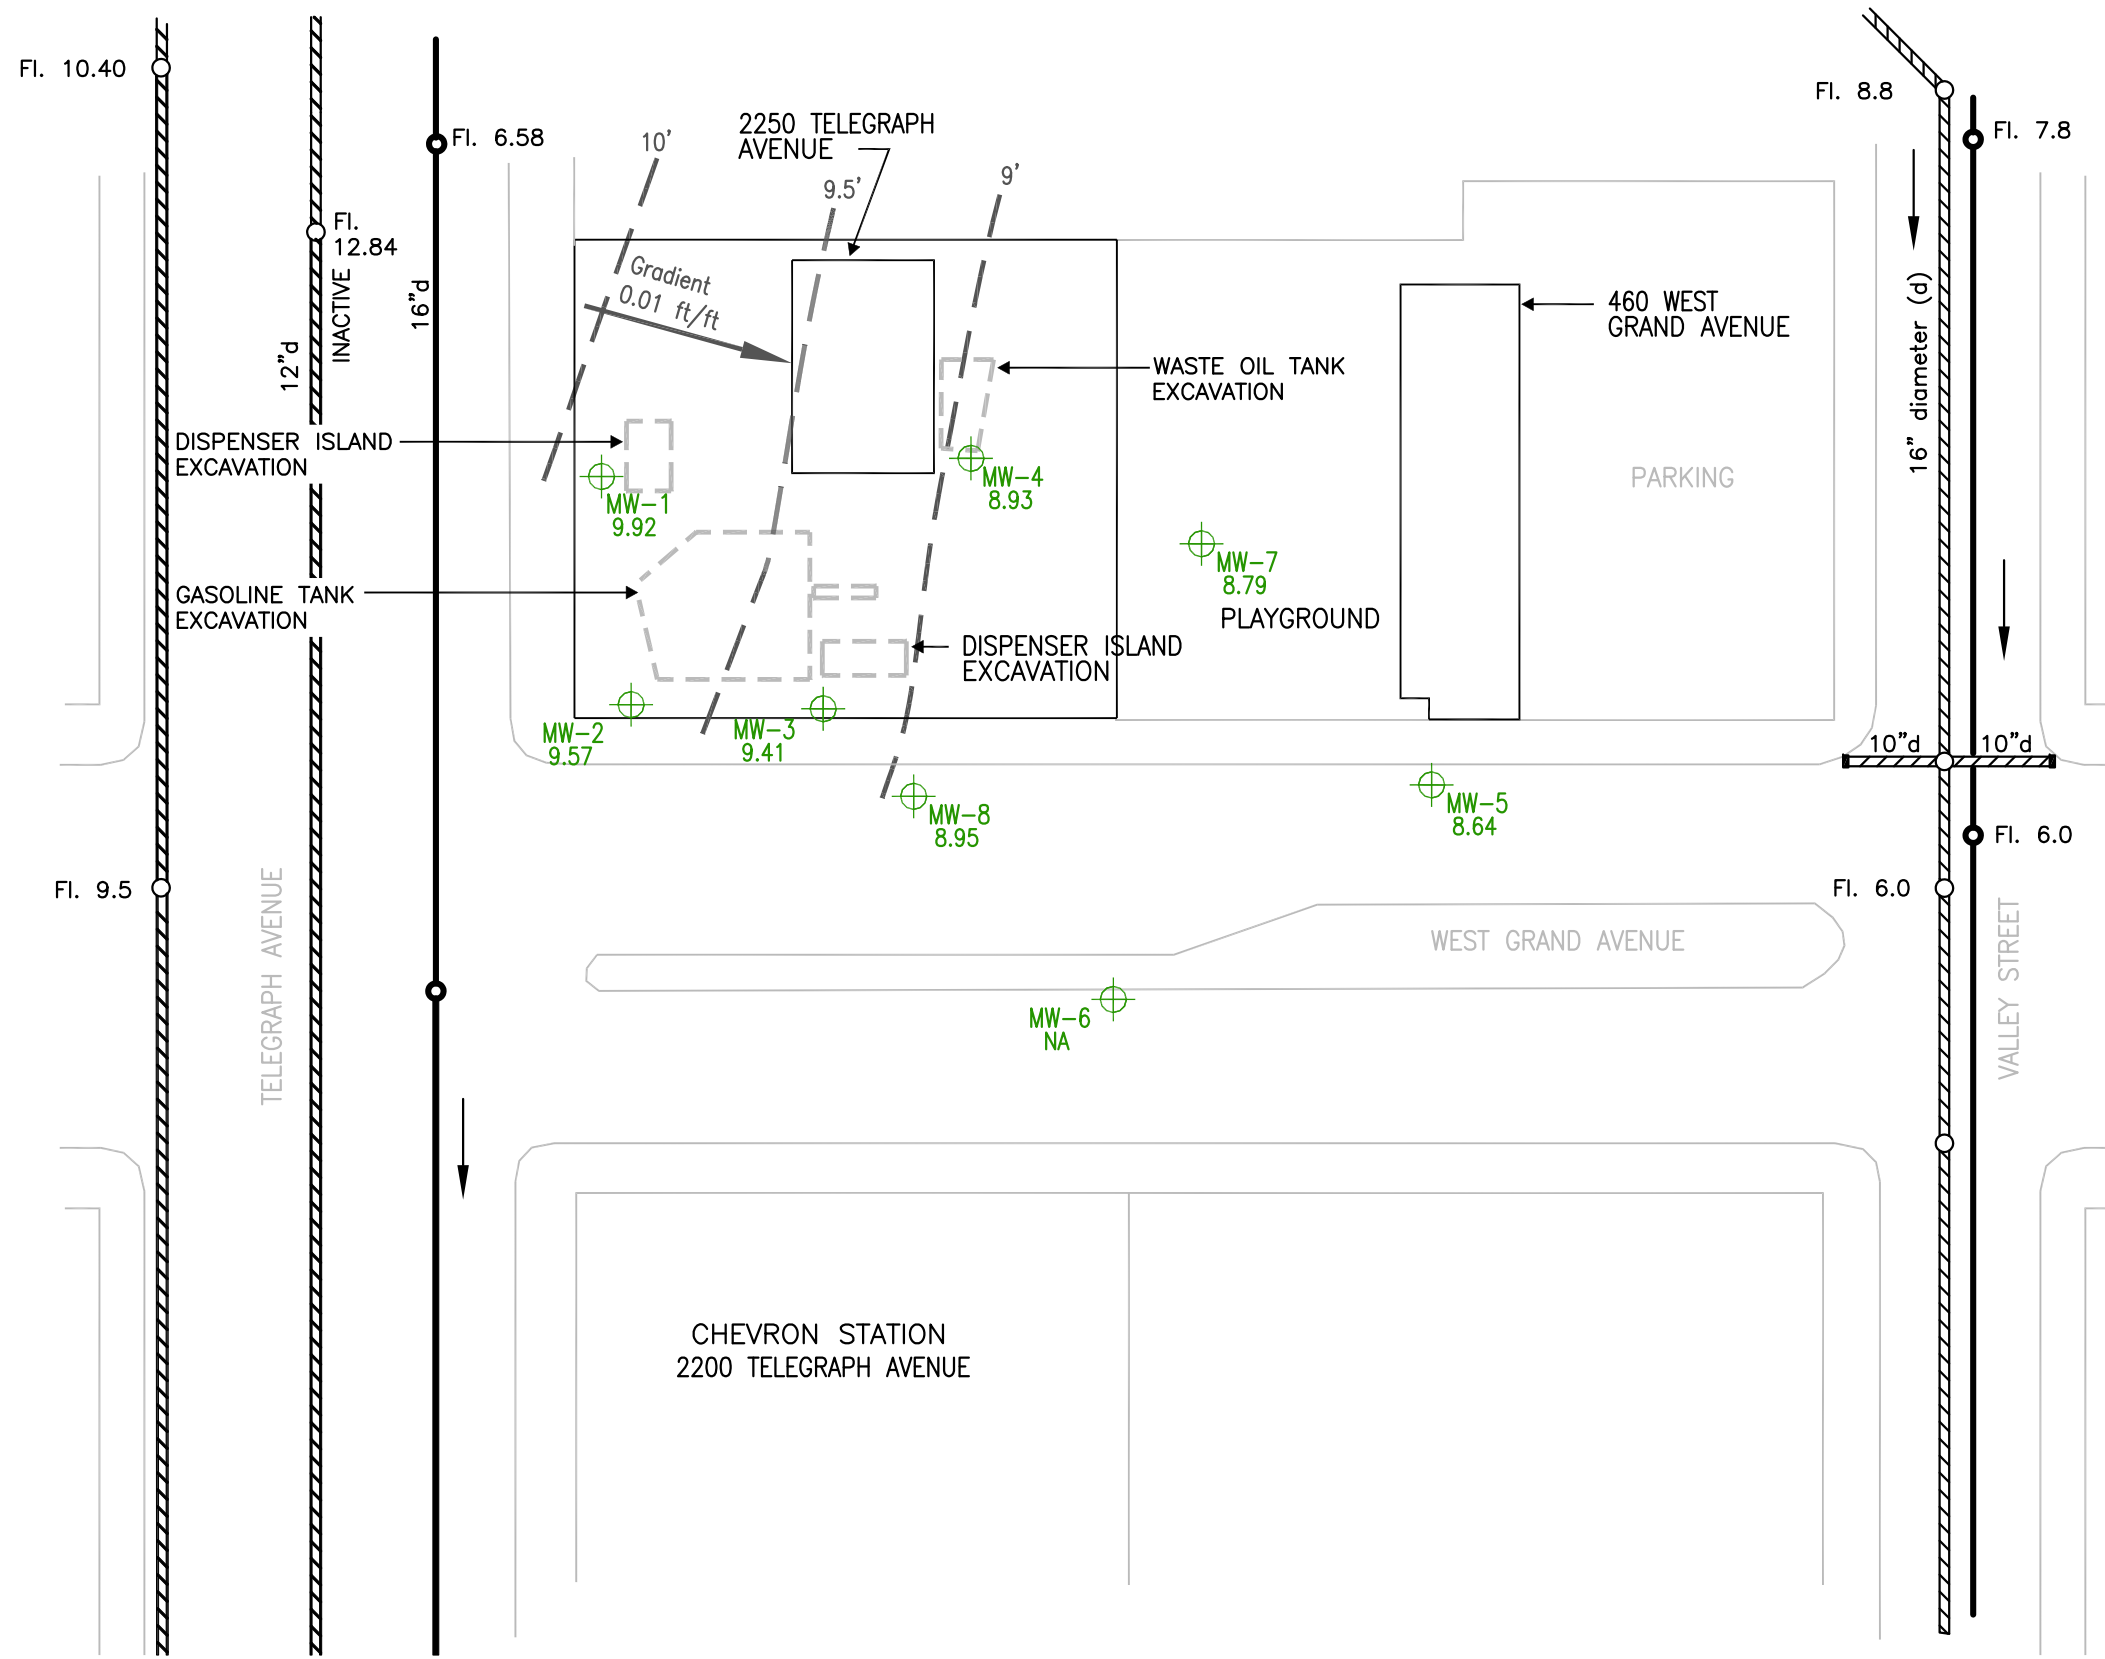 Fl. 10.40
Fl. 6.58
10'
2250 TELEGRAPH
AVENUE
9.5'
9'
Fl. 8.8
Fl. 7.8
Fl.
12.84
INACTIVE
12"d
16"d
Gradient
0.01 ft/ft
460 WEST
GRAND AVENUE
16" diameter (d)
WASTE OIL TANK
EXCAVATION
DISPENSER ISLAND
EXCAVATION
MW-1
9.92
MW-4
8.93
PARKING
MW-7
8.79
PLAYGROUND
GASOLINE TANK
EXCAVATION
DISPENSER ISLAND
EXCAVATION
MW-2
9.57
MW-3
9.41
10"d
10"d
MW-8
8.95
MW-5
8.64
Fl. 6.0
Fl. 9.5
Fl. 6.0
TELEGRAPH AVENUE
WEST GRAND AVENUE
VALLEY STREET
MW-6
NA
CHEVRON STATION
2200 TELEGRAPH AVENUE